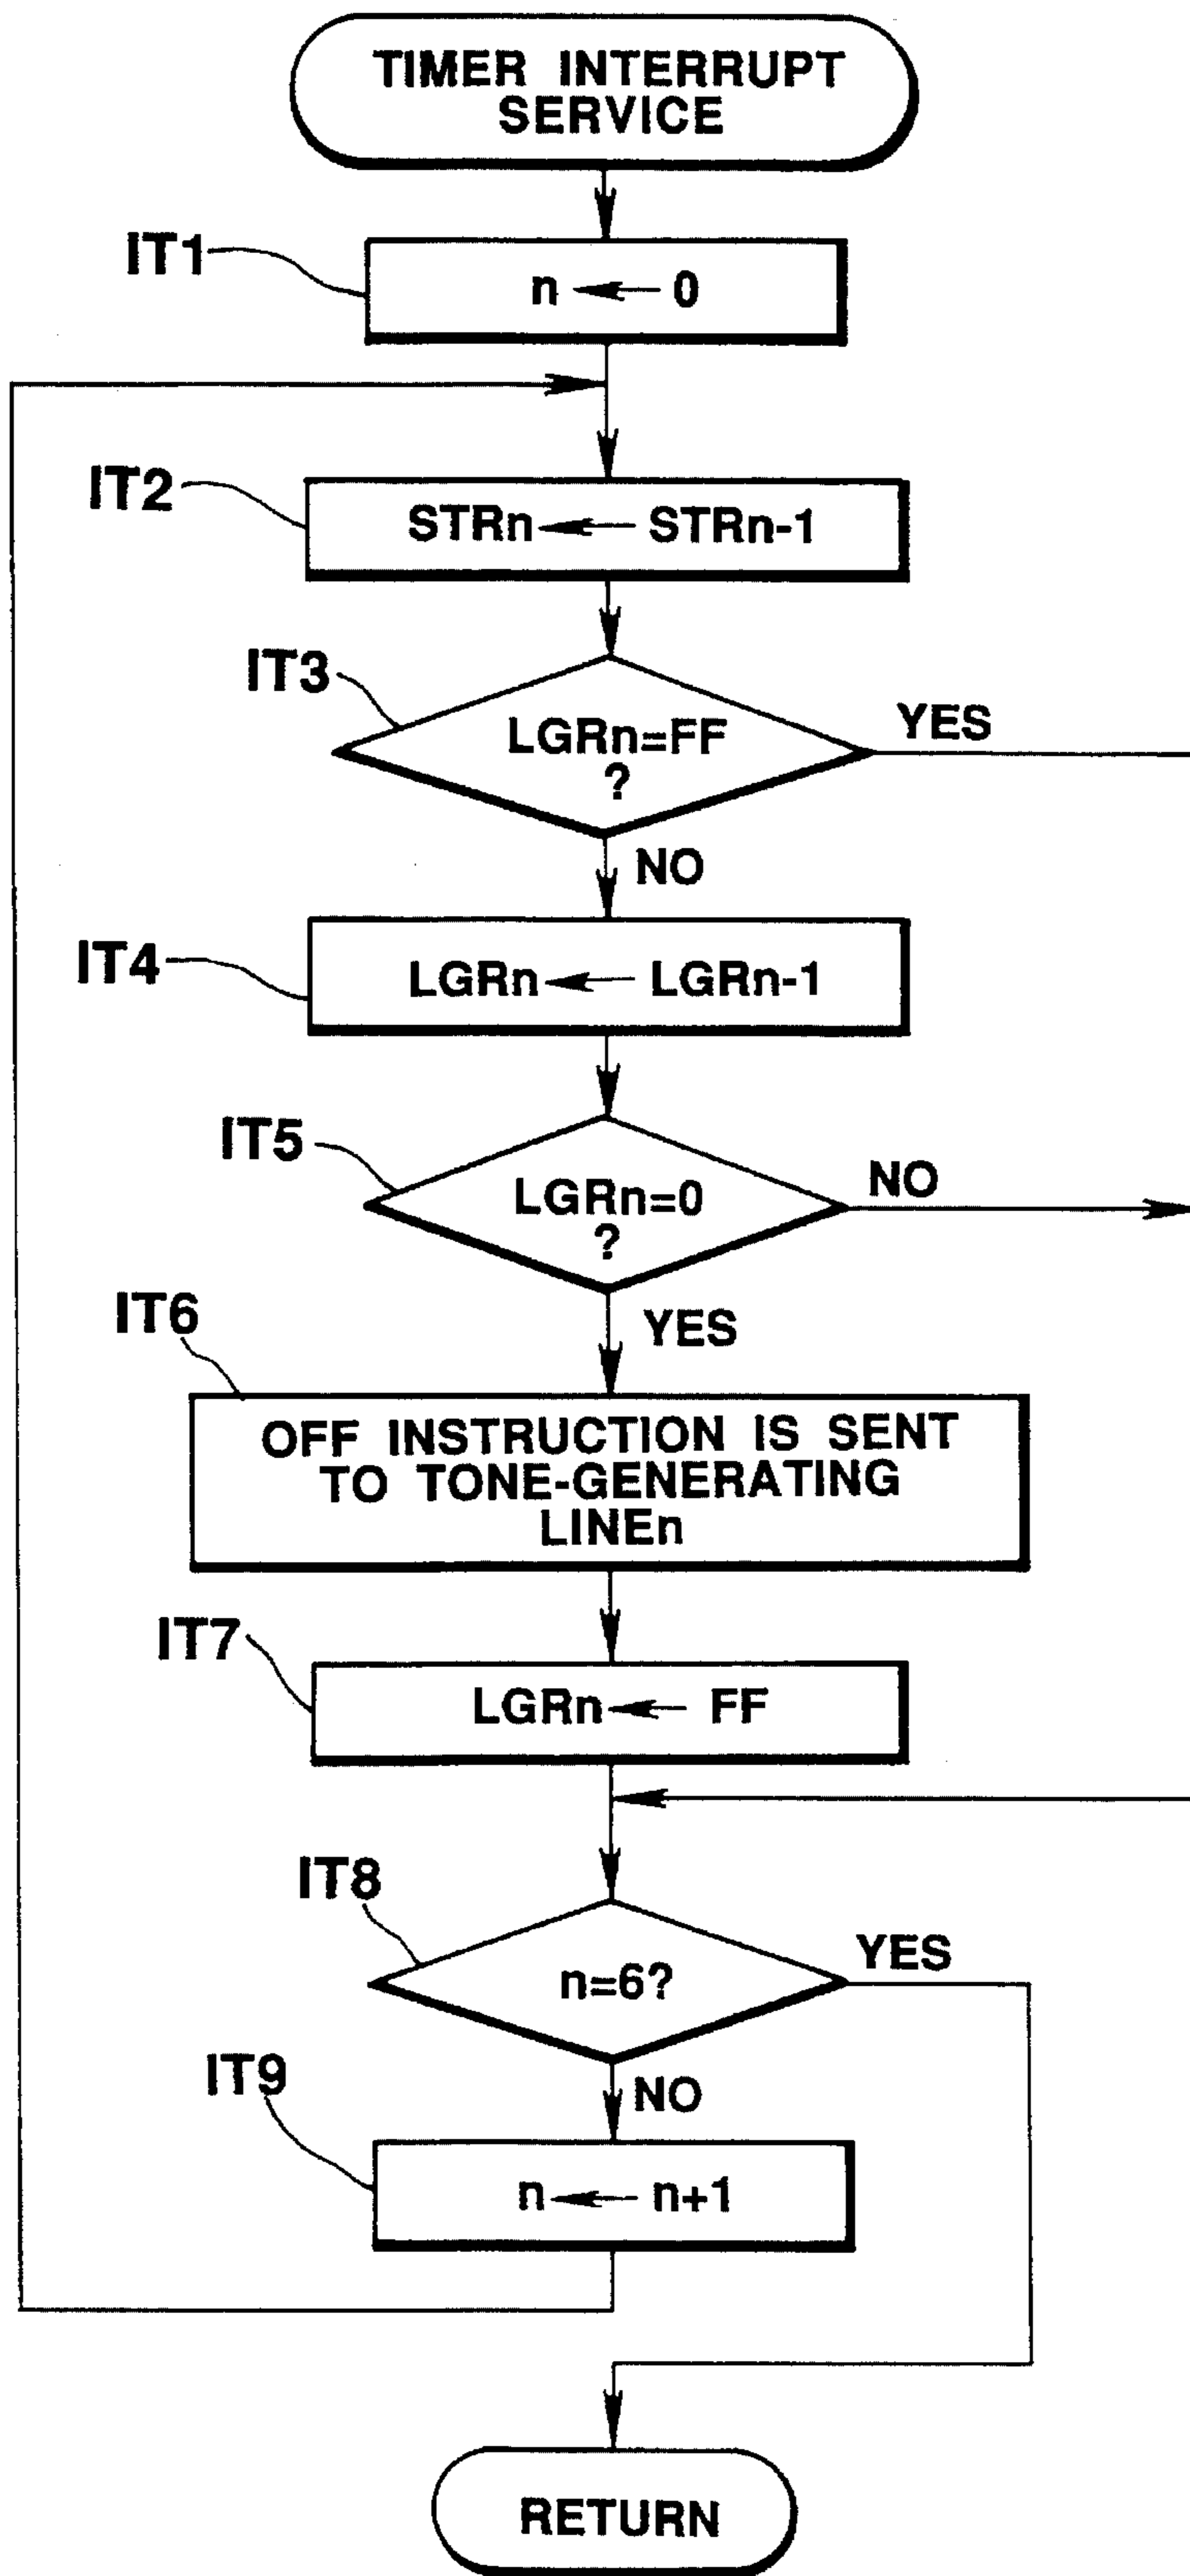 TIMER INTERRUPT
SERVICE
IT1
n ← 0
IT2
STRn ← STRn-1
IT3
LGRn=FF
?
YES
NO
IT4
LGRn ← LGRn-1
IT5
LGRn=0
?
NO
YES
IT6
OFF INSTRUCTION IS SENT
TO TONE-GENERATING
LINEn
IT7
LGRn ← FF
IT8
n=6?
YES
NO
IT9
n ← n+1
RETURN